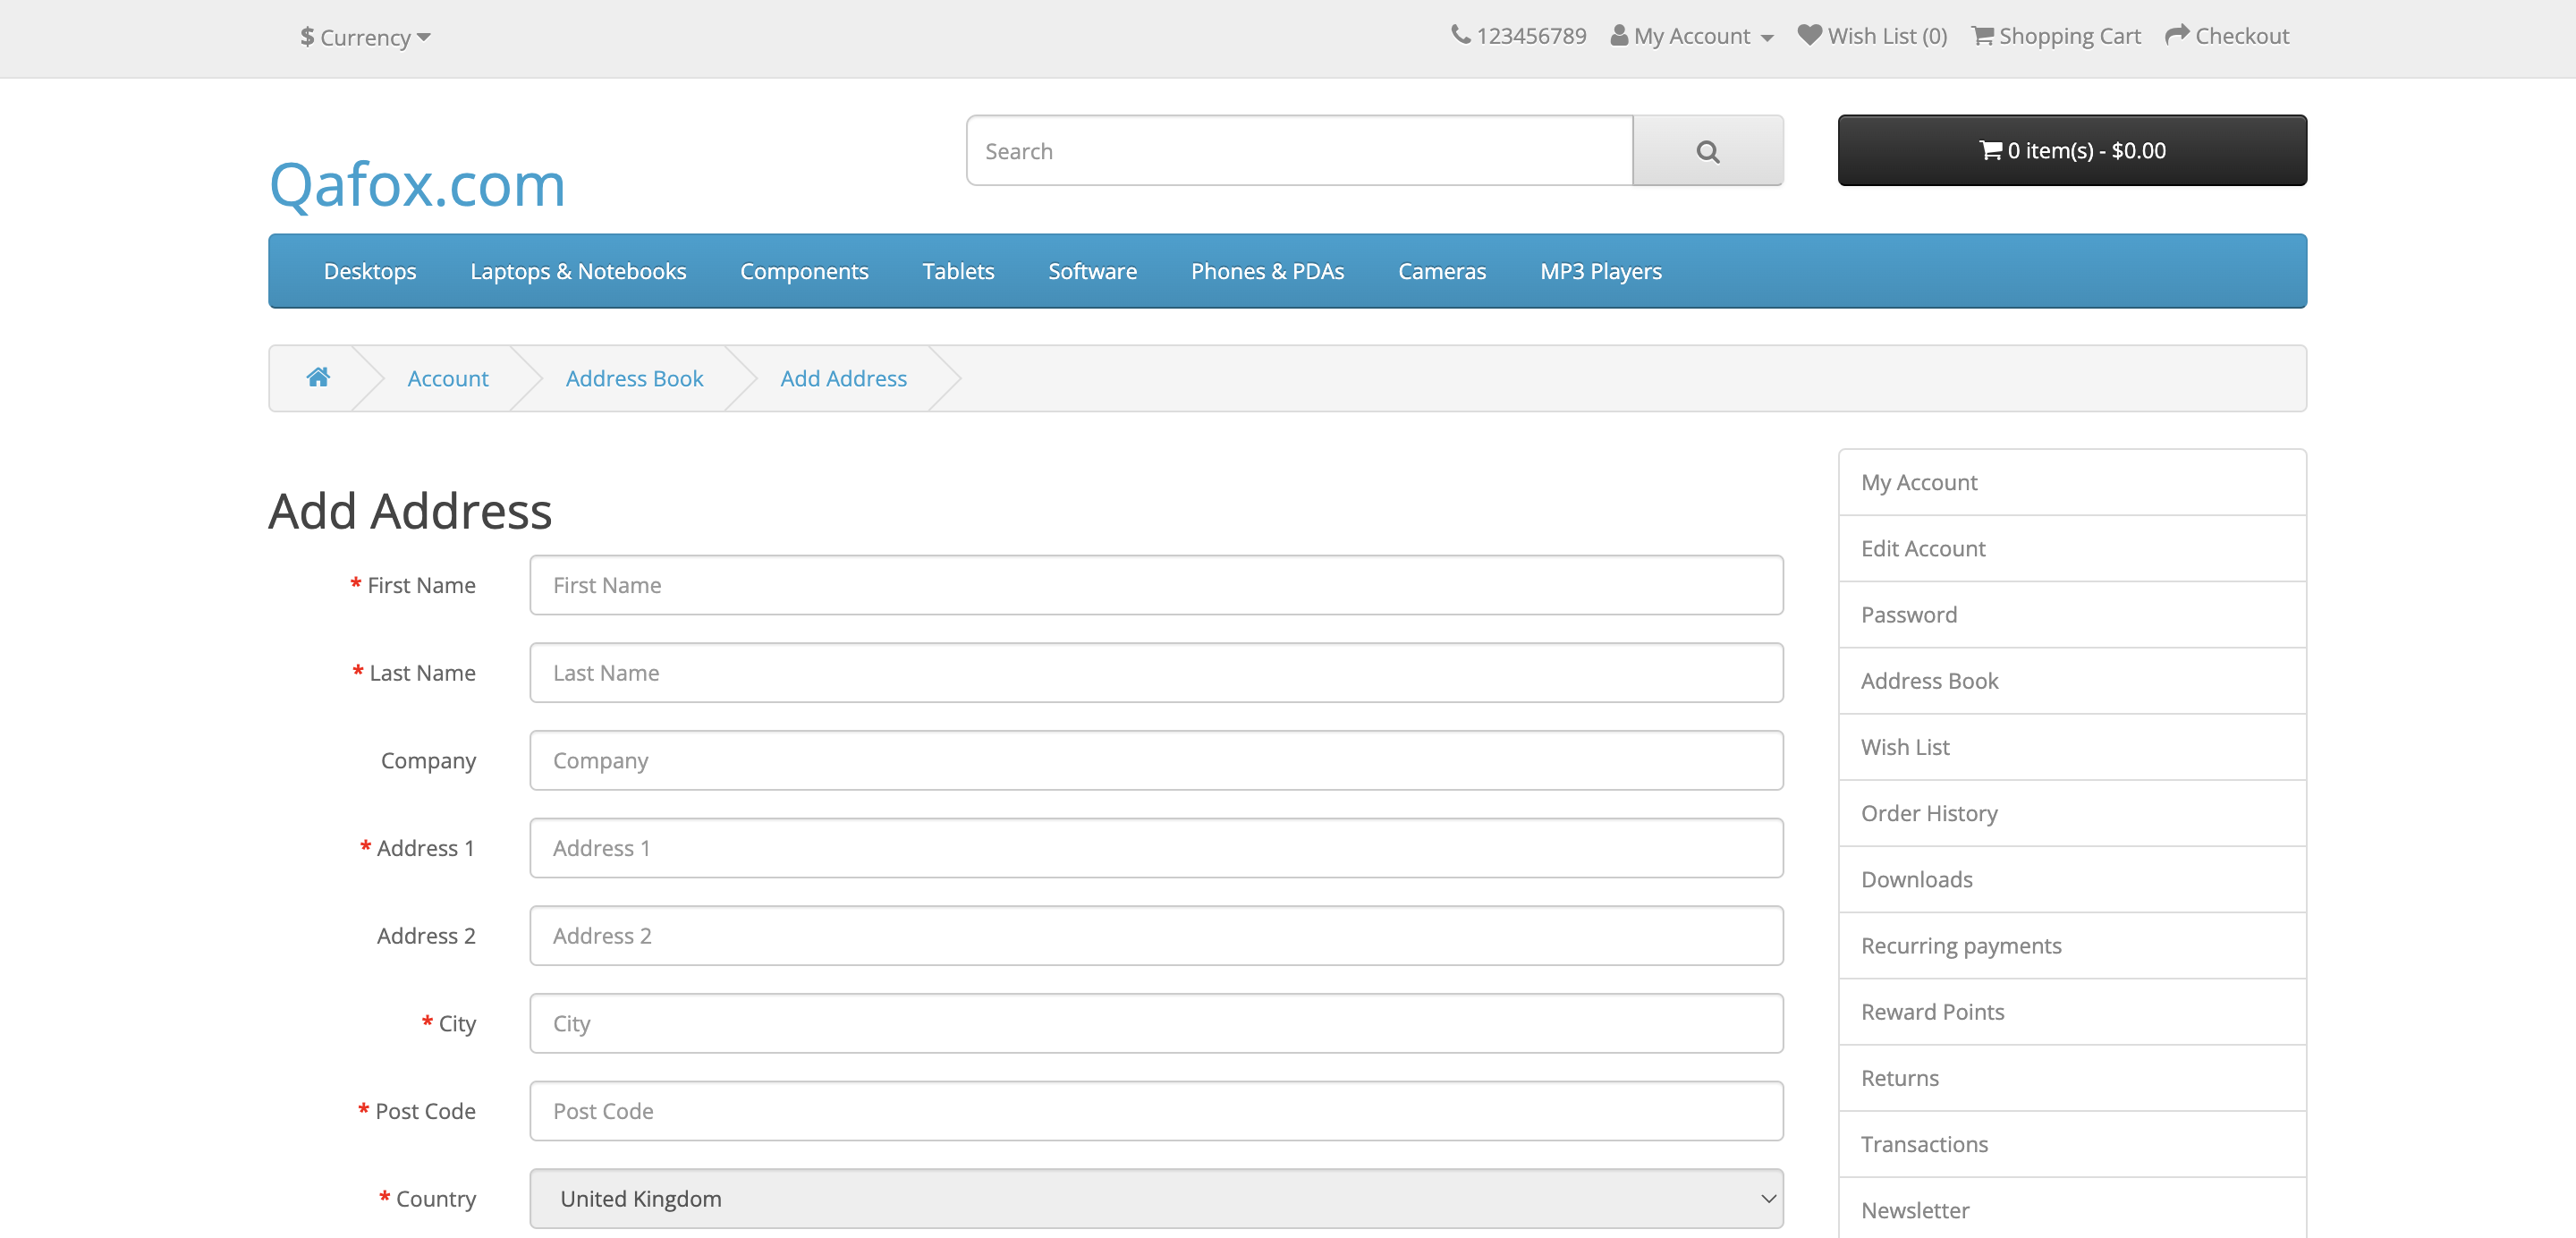 $ Currency
123456789 My Account Wish List (0) Shopping Cart Checkout
Qafox.com
Search
0 item(s) - $0.00
Desktops Laptops & Notebooks Components Tablets Software Phones & PDAs Cameras MP3 Players
Account Address Book Add Address
Add Address
* First Name First Name
* Last Name Last Name
Company Company
* Address 1 Address 1
Address 2 Address 2
* City City
* Post Code Post Code
* Country United Kingdom
My Account
Edit Account
Password
Address Book
Wish List
Order History
Downloads
Recurring payments
Reward Points
Returns
Transactions
Newsletter